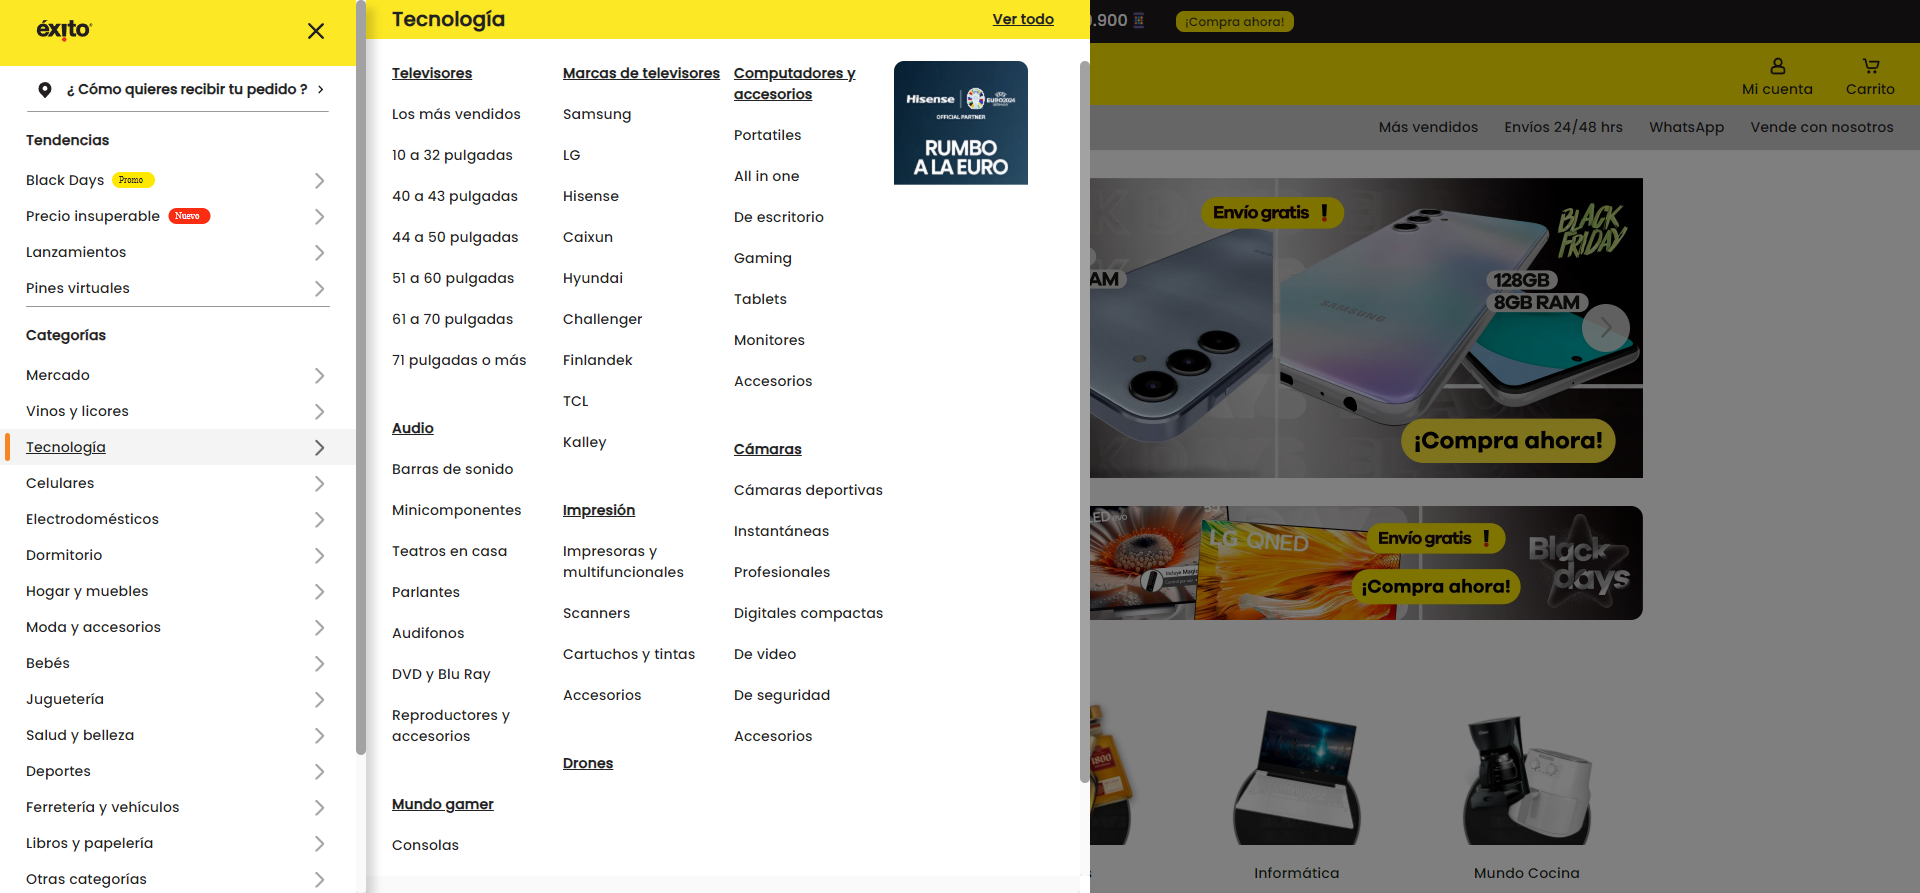 éxito
¿ Cómo quieres recibir tu pedido ?
Tendencias
Black Days Promo
Precio insuperable Nuevo
Lanzamientos
Pines virtuales
Categorías
Mercado
Vinos y licores
Tecnología
Celulares
Electrodomésticos
Dormitorio
Hogar y muebles
Moda y accesorios
Bebés
Juguetería
Salud y belleza
Deportes
Ferretería y vehículos
Libros y papelería
Otras categorías
Tecnología
Ver todo
Televisores
Los más vendidos
10 a 32 pulgadas
40 a 43 pulgadas
44 a 50 pulgadas
51 a 60 pulgadas
61 a 70 pulgadas
71 pulgadas o más
Audio
Barras de sonido
Minicomponentes
Teatros en casa
Parlantes
Audifonos
DVD y Blu Ray
Reproductores y
accesorios
Mundo gamer
Consolas
Marcas de televisores
Samsung
LG
Hisense
Caixun
Hyundai
Challenger
Finlandek
TCL
Kalley
Impresión
Impresoras y
multifuncionales
Scanners
Cartuchos y tintas
Accesorios
Drones
Computadores y
accesorios
Portatiles
All in one
De escritorio
Gaming
Tablets
Monitores
Accesorios
Cámaras
Cámaras deportivas
Instantáneas
Profesionales
Digitales compactas
De video
De seguridad
Accesorios
Hisense
EURO2024
OFFICIAL PARTNER
RUMBO
A LA EURO
.900
¡Compra ahora!
Mi cuenta
Carrito
Más vendidos
Envíos 24/48 hrs
WhatsApp
Vende con nosotros
Envío gratis !
BLACK
FRIDAY
AM
SAMSUNG
128GB
8GB RAM
¡Compra ahora!
LG QNED
Envío gratis !
¡Compra ahora!
Black
days
Informática
Mundo Cocina